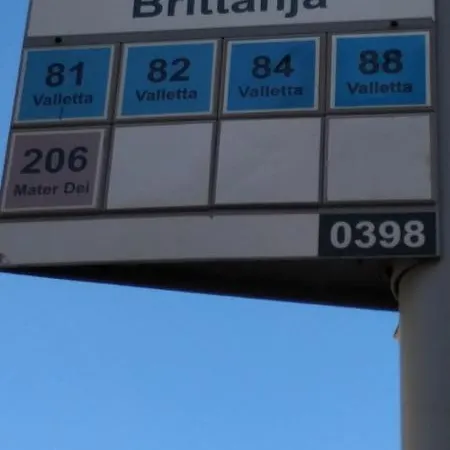 Brittanja
81 82 84 88
Valletta Valletta Valletta Valletta
206
Mater Dei
0398